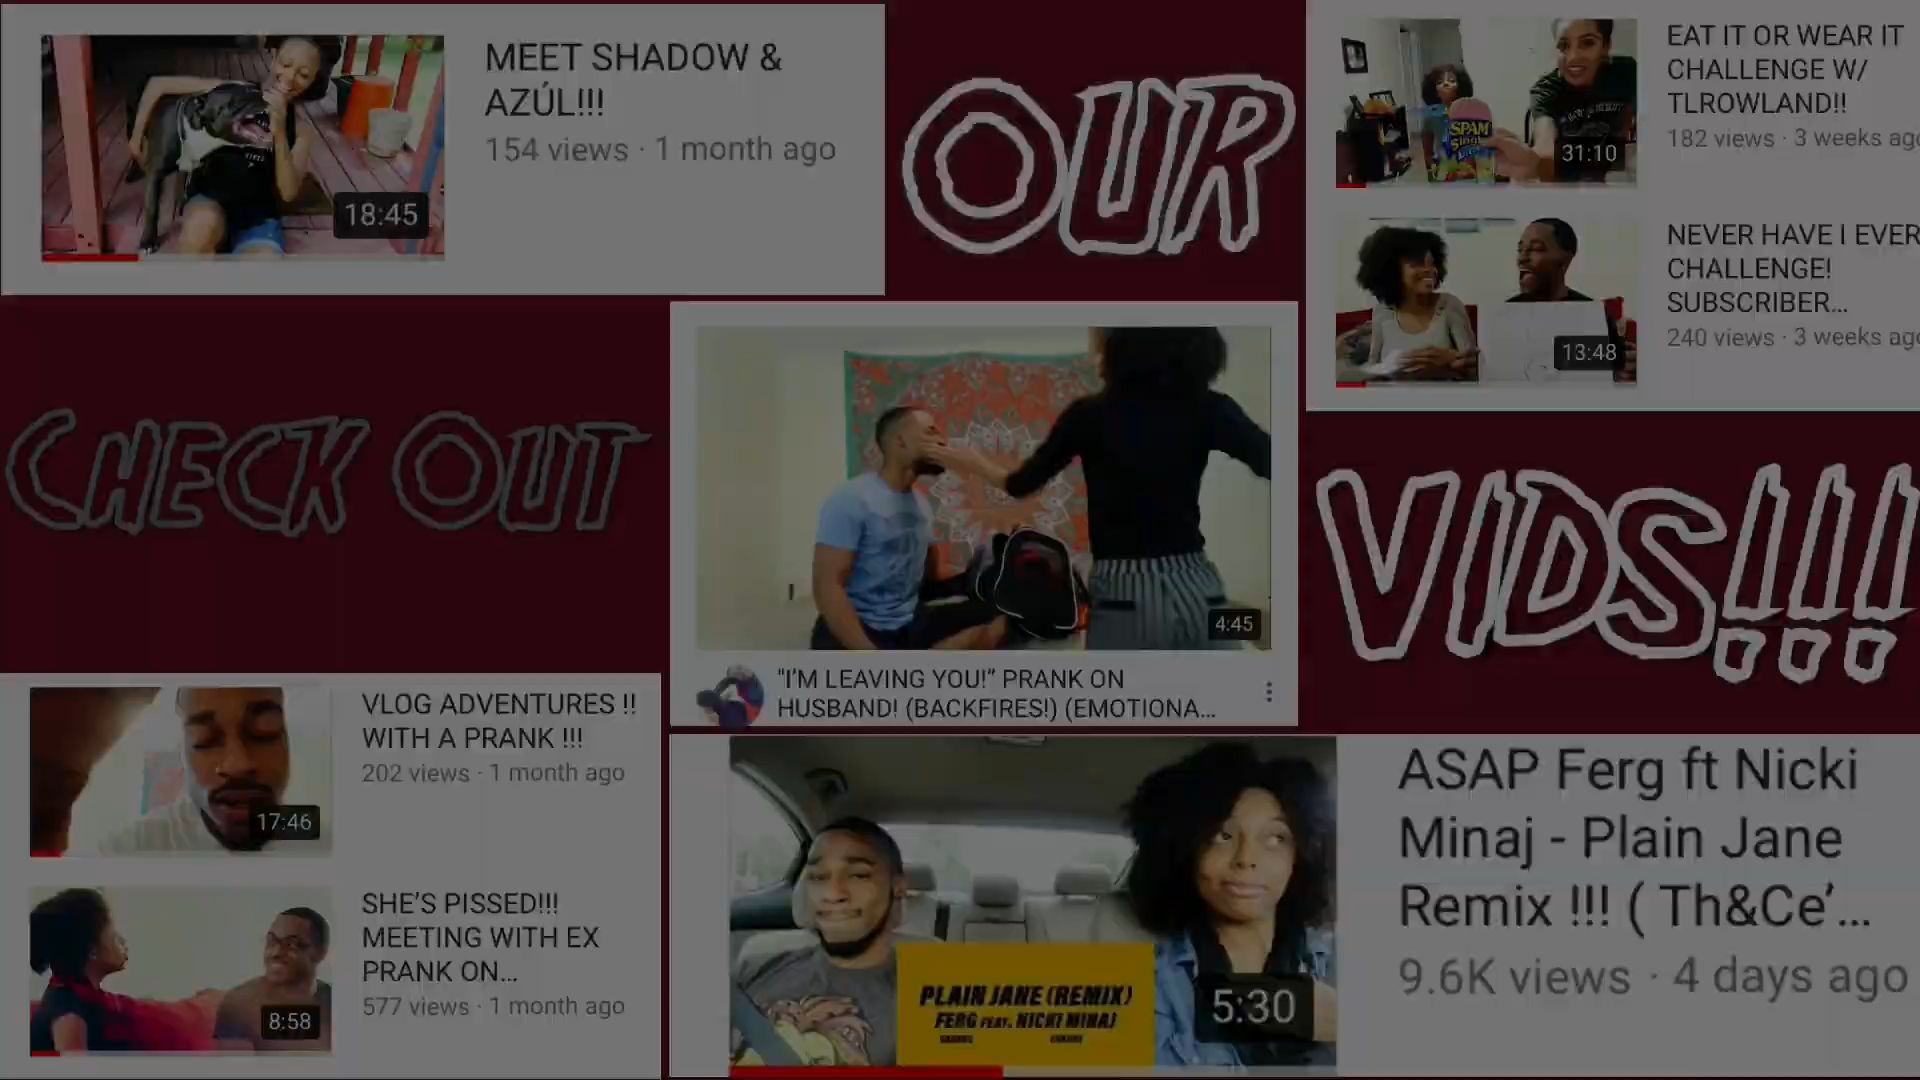 MEET SHADOW &
AZÚL!!!
154 views · 1 month ago
18:45
OUR
EAT IT OR WEAR IT
CHALLENGE W/
TLROWLAND!!
182 views · 3 weeks ago
SPAM
31:10
NEVER HAVE I EVER
CHALLENGE!
SUBSCRIBER...
240 views · 3 weeks ago
13:48
CHECK OUT
4:45
"I'M LEAVING YOU!" PRANK ON
HUSBAND! (BACKFIRES!) (EMOTIONA...
VIDS!!!
VLOG ADVENTURES !!
WITH A PRANK !!!
202 views · 1 month ago
17:46
SHE'S PISSED!!!
MEETING WITH EX
PRANK ON...
577 views · 1 month ago
8:58
ASAP Ferg ft Nicki
Minaj - Plain Jane
Remix !!! ( Th&Ce'...
9.6K views · 4 days ago
PLAIN JANE (REMIX)
FERG FEAT. NICKI MINAJ
5:30